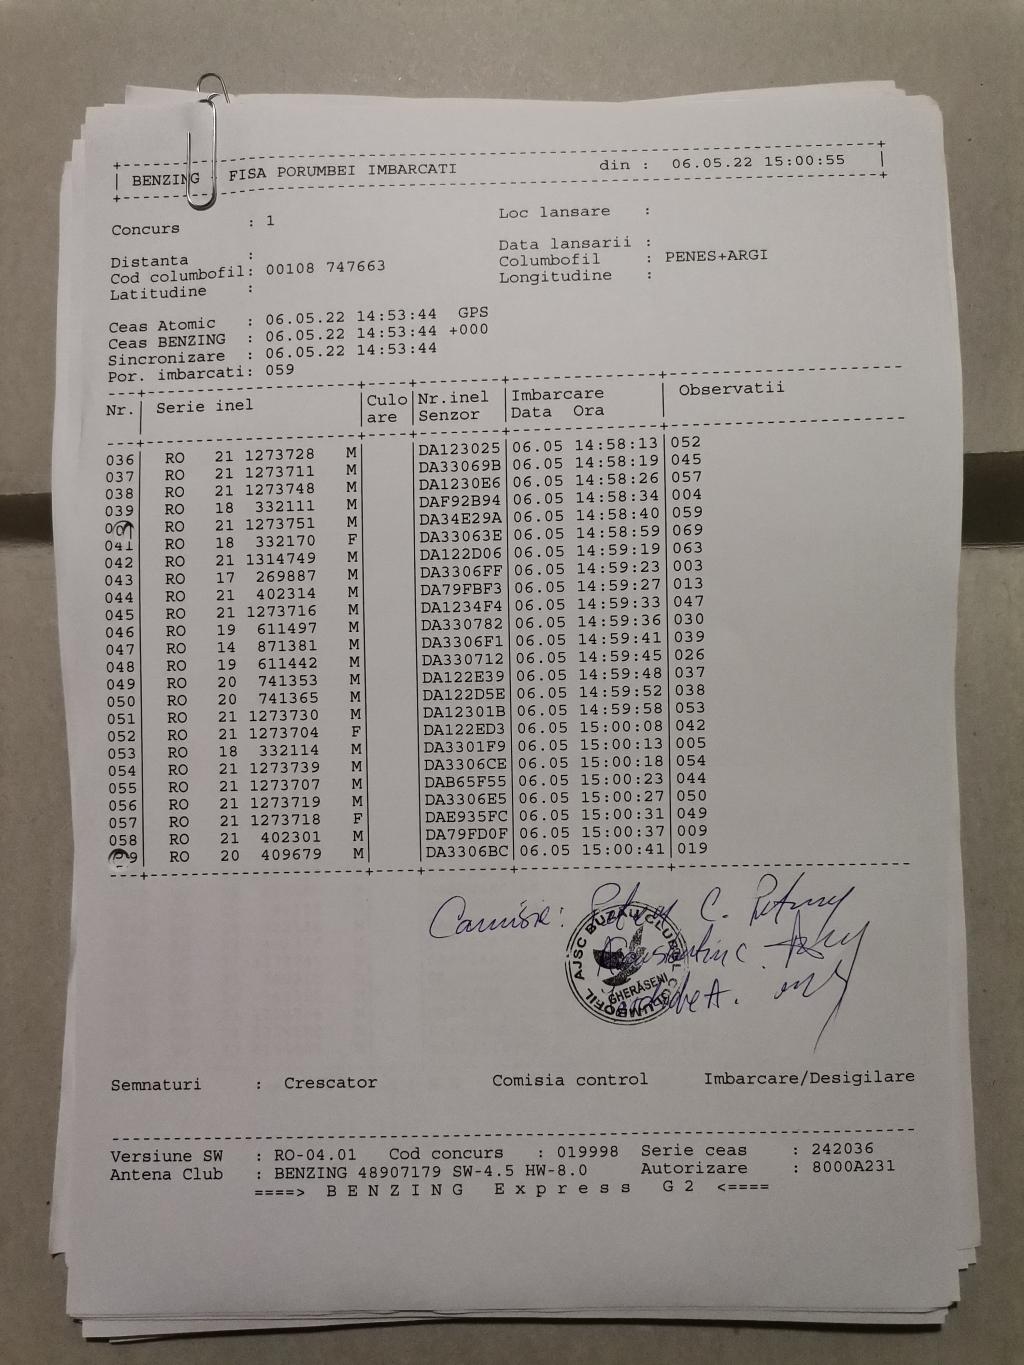 BENZING - FISA PORUMBEI IMBARCATI din : 06.05.22 15:00:55
Concurs : 1 Loc lansare :
Distanta : Data lansarii :
Cod columbofil: 00108 747663 Columbofil : PENES+ARGI
Latitudine : Longitudine :
Ceas Atomic : 06.05.22 14:53:44 GPS
Ceas BENZING : 06.05.22 14:53:44 +000
Sincronizare : 06.05.22 14:53:44
Por. imbarcati: 059
Nr. Serie inel Culo Nr.inel Imbarcare Observatii
are Senzor Data Ora
036 RO 21 1273728 M DA123025 06.05 14:58:13 052
037 RO 21 1273711 M DA33069B 06.05 14:58:19 045
038 RO 21 1273748 M DA1230E6 06.05 14:58:26 057
039 RO 18 332111 M DAF92B94 06.05 14:58:34 004
RO 21 1273751 M DA34E29A 06.05 14:58:40 059
041 RO 18 332170 F DA33063E 06.05 14:58:59 069
042 RO 21 1314749 M DA122D06 06.05 14:59:19 063
043 RO 17 269887 M DA3306FF 06.05 14:59:23 003
044 RO 21 402314 M DA79FBF3 06.05 14:59:27 013
045 RO 21 1273716 M DA1234F4 06.05 14:59:33 047
046 RO 19 611497 M DA330782 06.05 14:59:36 030
047 RO 14 871381 M DA3306F1 06.05 14:59:41 039
048 RO 19 611442 M DA330712 06.05 14:59:45 026
049 RO 20 741353 M DA122E39 06.05 14:59:48 037
050 RO 20 741365 M DA122D5E 06.05 14:59:52 038
051 RO 21 1273730 M DA12301B 06.05 14:59:58 053
052 RO 21 1273704 F DA122ED3 06.05 15:00:08 042
053 RO 18 332114 M DA3301F9 06.05 15:00:13 005
054 RO 21 1273739 M DA3306CE 06.05 15:00:18 054
055 RO 21 1273707 M DAB65F55 06.05 15:00:23 044
056 RO 21 1273719 M DA3306E5 06.05 15:00:27 050
057 RO 21 1273718 F DAE935FC 06.05 15:00:31 049
058 RO 21 402301 M DA79FD0F 06.05 15:00:37 009
RO 20 409679 M DA3306BC 06.05 15:00:41 019
Comisie: C.
Constantin C.
A.
AJSC BUZAU CLUBUL COLUMBOFIL
GHERĂSENI
Semnaturi : Crescator Comisia control Imbarcare/Desigilare
Versiune SW : RO-04.01 Cod concurs : 019998 Serie ceas : 242036
Antena Club : BENZING 48907179 SW-4.5 HW-8.0 Autorizare : 8000A231
====> B E N Z I N G E x p r e s s G 2 <====